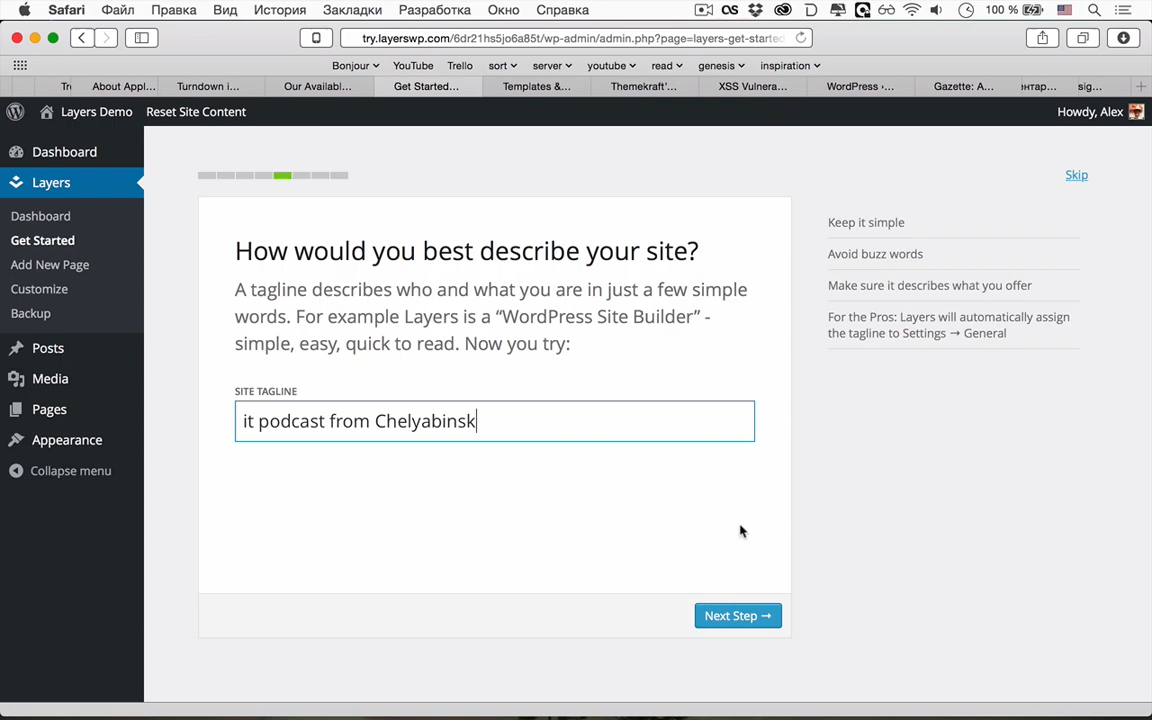 Safari Файл Правка Вид История Закладки Разработка Окно Справка 100 %
try.layerswp.com/6dr21hs5jo6a85t/wp-admin/admin.php?page=layers-get-started
Bonjour YouTube Trello sort server youtube read genesis inspiration
About Appl... Turndown i... Our Availabl... Get Started... Templates &... Themekraft'... XSS Vulnera... WordPress ›... Gazette: A... нтар... sig...
Layers Demo Reset Site Content Howdy, Alex
Dashboard
Layers
Dashboard
Get Started
Add New Page
Customize
Backup
Posts
Media
Pages
Appearance
Collapse menu
Skip
How would you best describe your site?
A tagline describes who and what you are in just a few simple
words. For example Layers is a “WordPress Site Builder” -
simple, easy, quick to read. Now you try:
SITE TAGLINE
it podcast from Chelyabinsk
Next Step →
Keep it simple
Avoid buzz words
Make sure it describes what you offer
For the Pros: Layers will automatically assign
the tagline to Settings → General